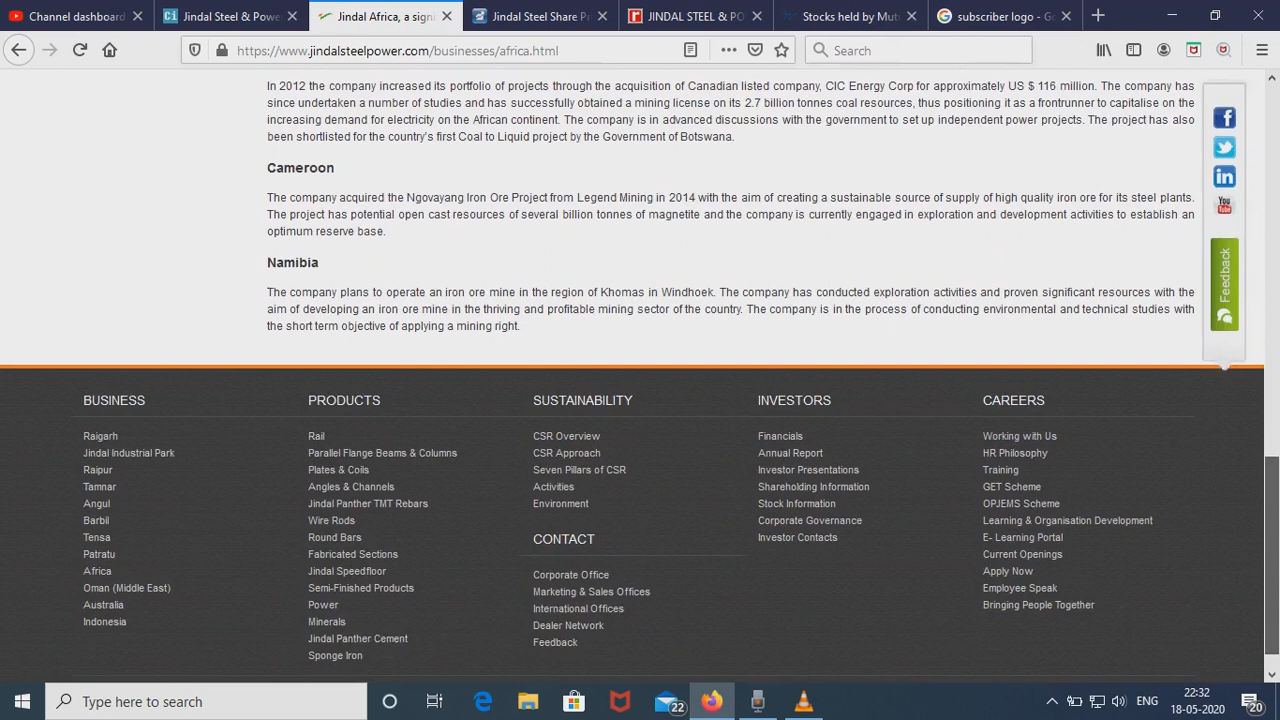 Channel dashboard
Jindal Steel & Powe
Jindal Africa, a signi
Jindal Steel Share Pr
JINDAL STEEL & PO
Stocks held by Mutu
subscriber logo - Go
https://www.jindalsteelpower.com/businesses/africa.html
Search
In 2012 the company increased its portfolio of projects through the acquisition of Canadian listed company, CIC Energy Corp for approximately US $ 116 million. The company has
since undertaken a number of studies and has successfully obtained a mining license on its 2.7 billion tonnes coal resources, thus positioning it as a frontrunner to capitalise on the
increasing demand for electricity on the African continent. The company is in advanced discussions with the government to set up independent power projects. The project has also
been shortlisted for the country's first Coal to Liquid project by the Government of Botswana.
Cameroon
The company acquired the Ngovayang Iron Ore Project from Legend Mining in 2014 with the aim of creating a sustainable source of supply of high quality iron ore for its steel plants.
The project has potential open cast resources of several billion tonnes of magnetite and the company is currently engaged in exploration and development activities to establish an
optimum reserve base.
Namibia
The company plans to operate an iron ore mine in the region of Khomas in Windhoek. The company has conducted exploration activities and proven significant resources with the
aim of developing an iron ore mine in the thriving and profitable mining sector of the country. The company is in the process of conducting environmental and technical studies with
the short term objective of applying a mining right.
You
Tube
Feedback
BUSINESS
Raigarh
Jindal Industrial Park
Raipur
Tamnar
Angul
Barbil
Tensa
Patratu
Africa
Oman (Middle East)
Australia
Indonesia
PRODUCTS
Rail
Parallel Flange Beams & Columns
Plates & Coils
Angles & Channels
Jindal Panther TMT Rebars
Wire Rods
Round Bars
Fabricated Sections
Jindal Speedfloor
Semi-Finished Products
Power
Minerals
Jindal Panther Cement
Sponge Iron
SUSTAINABILITY
CSR Overview
CSR Approach
Seven Pillars of CSR
Activities
Environment
CONTACT
Corporate Office
Marketing & Sales Offices
International Offices
Dealer Network
Feedback
INVESTORS
Financials
Annual Report
Investor Presentations
Shareholding Information
Stock Information
Corporate Governance
Investor Contacts
CAREERS
Working with Us
HR Philosophy
Training
GET Scheme
OPJEMS Scheme
Learning & Organisation Development
E- Learning Portal
Current Openings
Apply Now
Employee Speak
Bringing People Together
Type here to search
22
ENG
22:32
18-05-2020
20